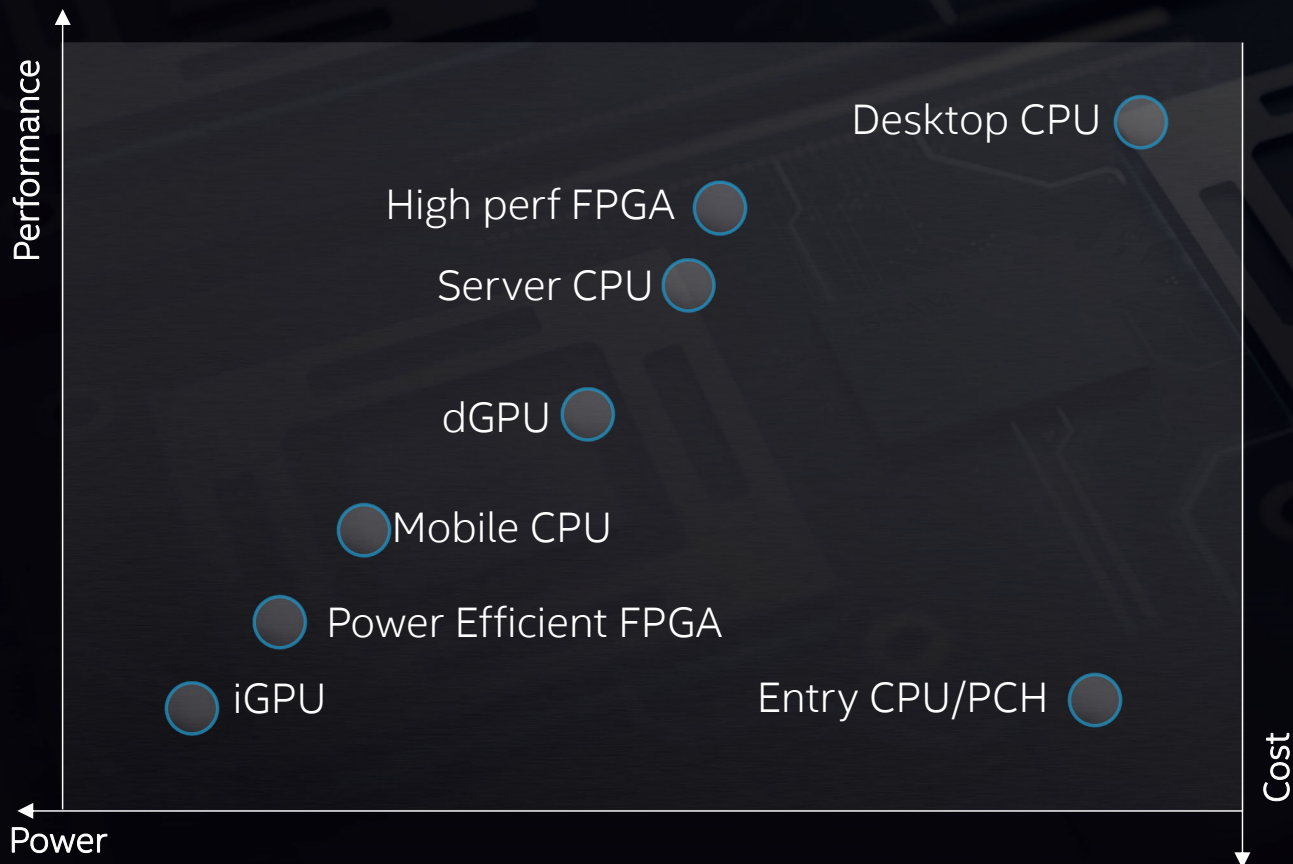 Performance
Desktop CPU
High perf FPGA
Server CPU
dGPU
Mobile CPU
Power Efficient FPGA
iGPU
Entry CPU/PCH
Cost
Power